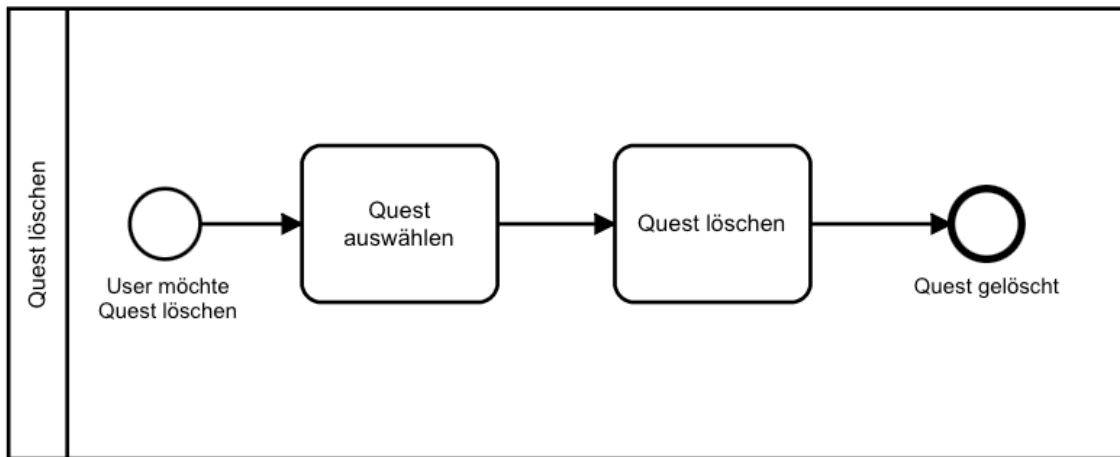 Quest löschen
User möchte
Quest löschen
Quest
auswählen
Quest löschen
Quest gelöscht